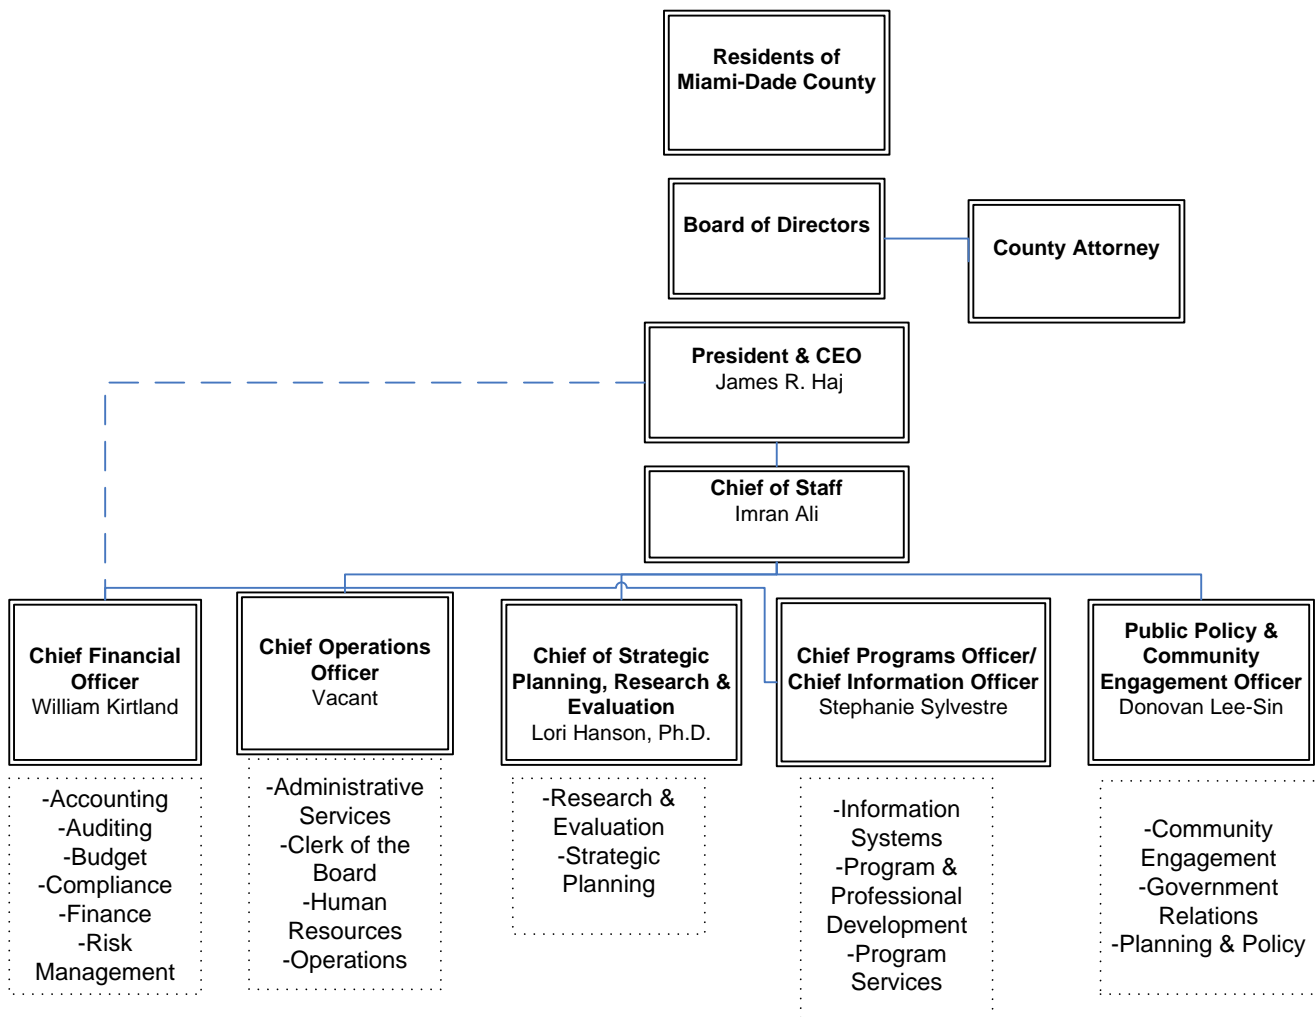 Residents of
Miami-Dade County
Board of Directors
County Attorney
President & CEO
James R. Haj
Chief of Staff
Imran Ali
Chief Financial
Officer
William Kirtland
Chief Operations
Officer
Vacant
Chief of Strategic
Planning, Research &
Evaluation
Lori Hanson, Ph.D.
Chief Programs Officer/
Chief Information Officer
Stephanie Sylvestre
Public Policy &
Community
Engagement Officer
Donovan Lee-Sin
-Accounting
-Auditing
-Budget
-Compliance
-Finance
-Risk
Management
-Administrative
Services
-Clerk of the
Board
-Human
Resources
-Operations
-Research &
Evaluation
-Strategic
Planning
-Information
Systems
-Program &
Professional
Development
-Program
Services
-Community
Engagement
-Government
Relations
-Planning & Policy